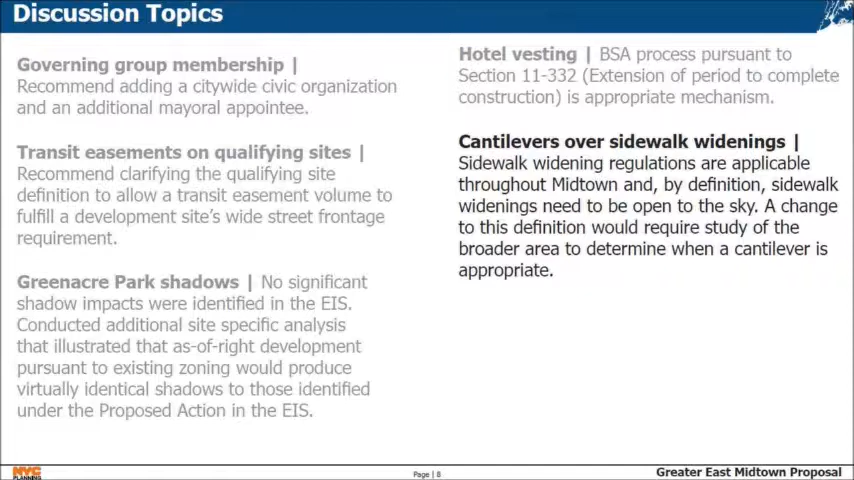 Discussion Topics
Governing group membership |
Recommend adding a citywide civic organization
and an additional mayoral appointee.
Transit easements on qualifying sites |
Recommend clarifying the qualifying site
definition to allow a transit easement volume to
fulfill a development site's wide street frontage
requirement.
Greenacre Park shadows | No significant
shadow impacts were identified in the EIS.
Conducted additional site specific analysis
that illustrated that as-of-right development
pursuant to existing zoning would produce
virtually identical shadows to those identified
under the Proposed Action in the EIS.
Hotel vesting | BSA process pursuant to
Section 11-332 (Extension of period to complete
construction) is appropriate mechanism.
Cantilevers over sidewalk widenings |
Sidewalk widening regulations are applicable
throughout Midtown and, by definition, sidewalk
widenings need to be open to the sky. A change
to this definition would require study of the
broader area to determine when a cantilever is
appropriate.
NYC
PLANNING
Page | 8
Greater East Midtown Proposal